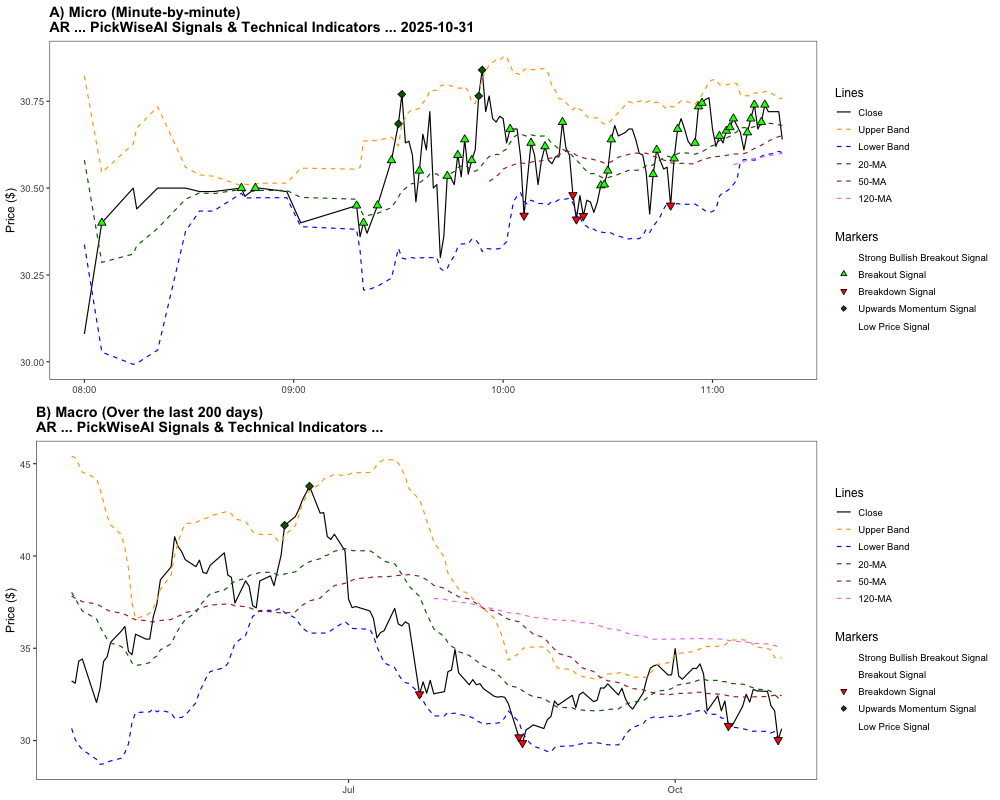 A) Micro (Minute-by-minute)
AR ... PickWiseAI Signals & Technical Indicators ... 2025-10-31
Price ($)
30.75
30.50
30.25
30.00
08:00
09:00
10:00
11:00
Lines
Close
Upper Band
Lower Band
20-MA
50-MA
120-MA
Markers
Strong Bullish Breakout Signal
Breakout Signal
Breakdown Signal
Upwards Momentum Signal
Low Price Signal
B) Macro (Over the last 200 days)
AR ... PickWiseAI Signals & Technical Indicators ...
Price ($)
45
40
35
30
Jul
Oct
Lines
Close
Upper Band
Lower Band
20-MA
50-MA
120-MA
Markers
Strong Bullish Breakout Signal
Breakout Signal
Breakdown Signal
Upwards Momentum Signal
Low Price Signal